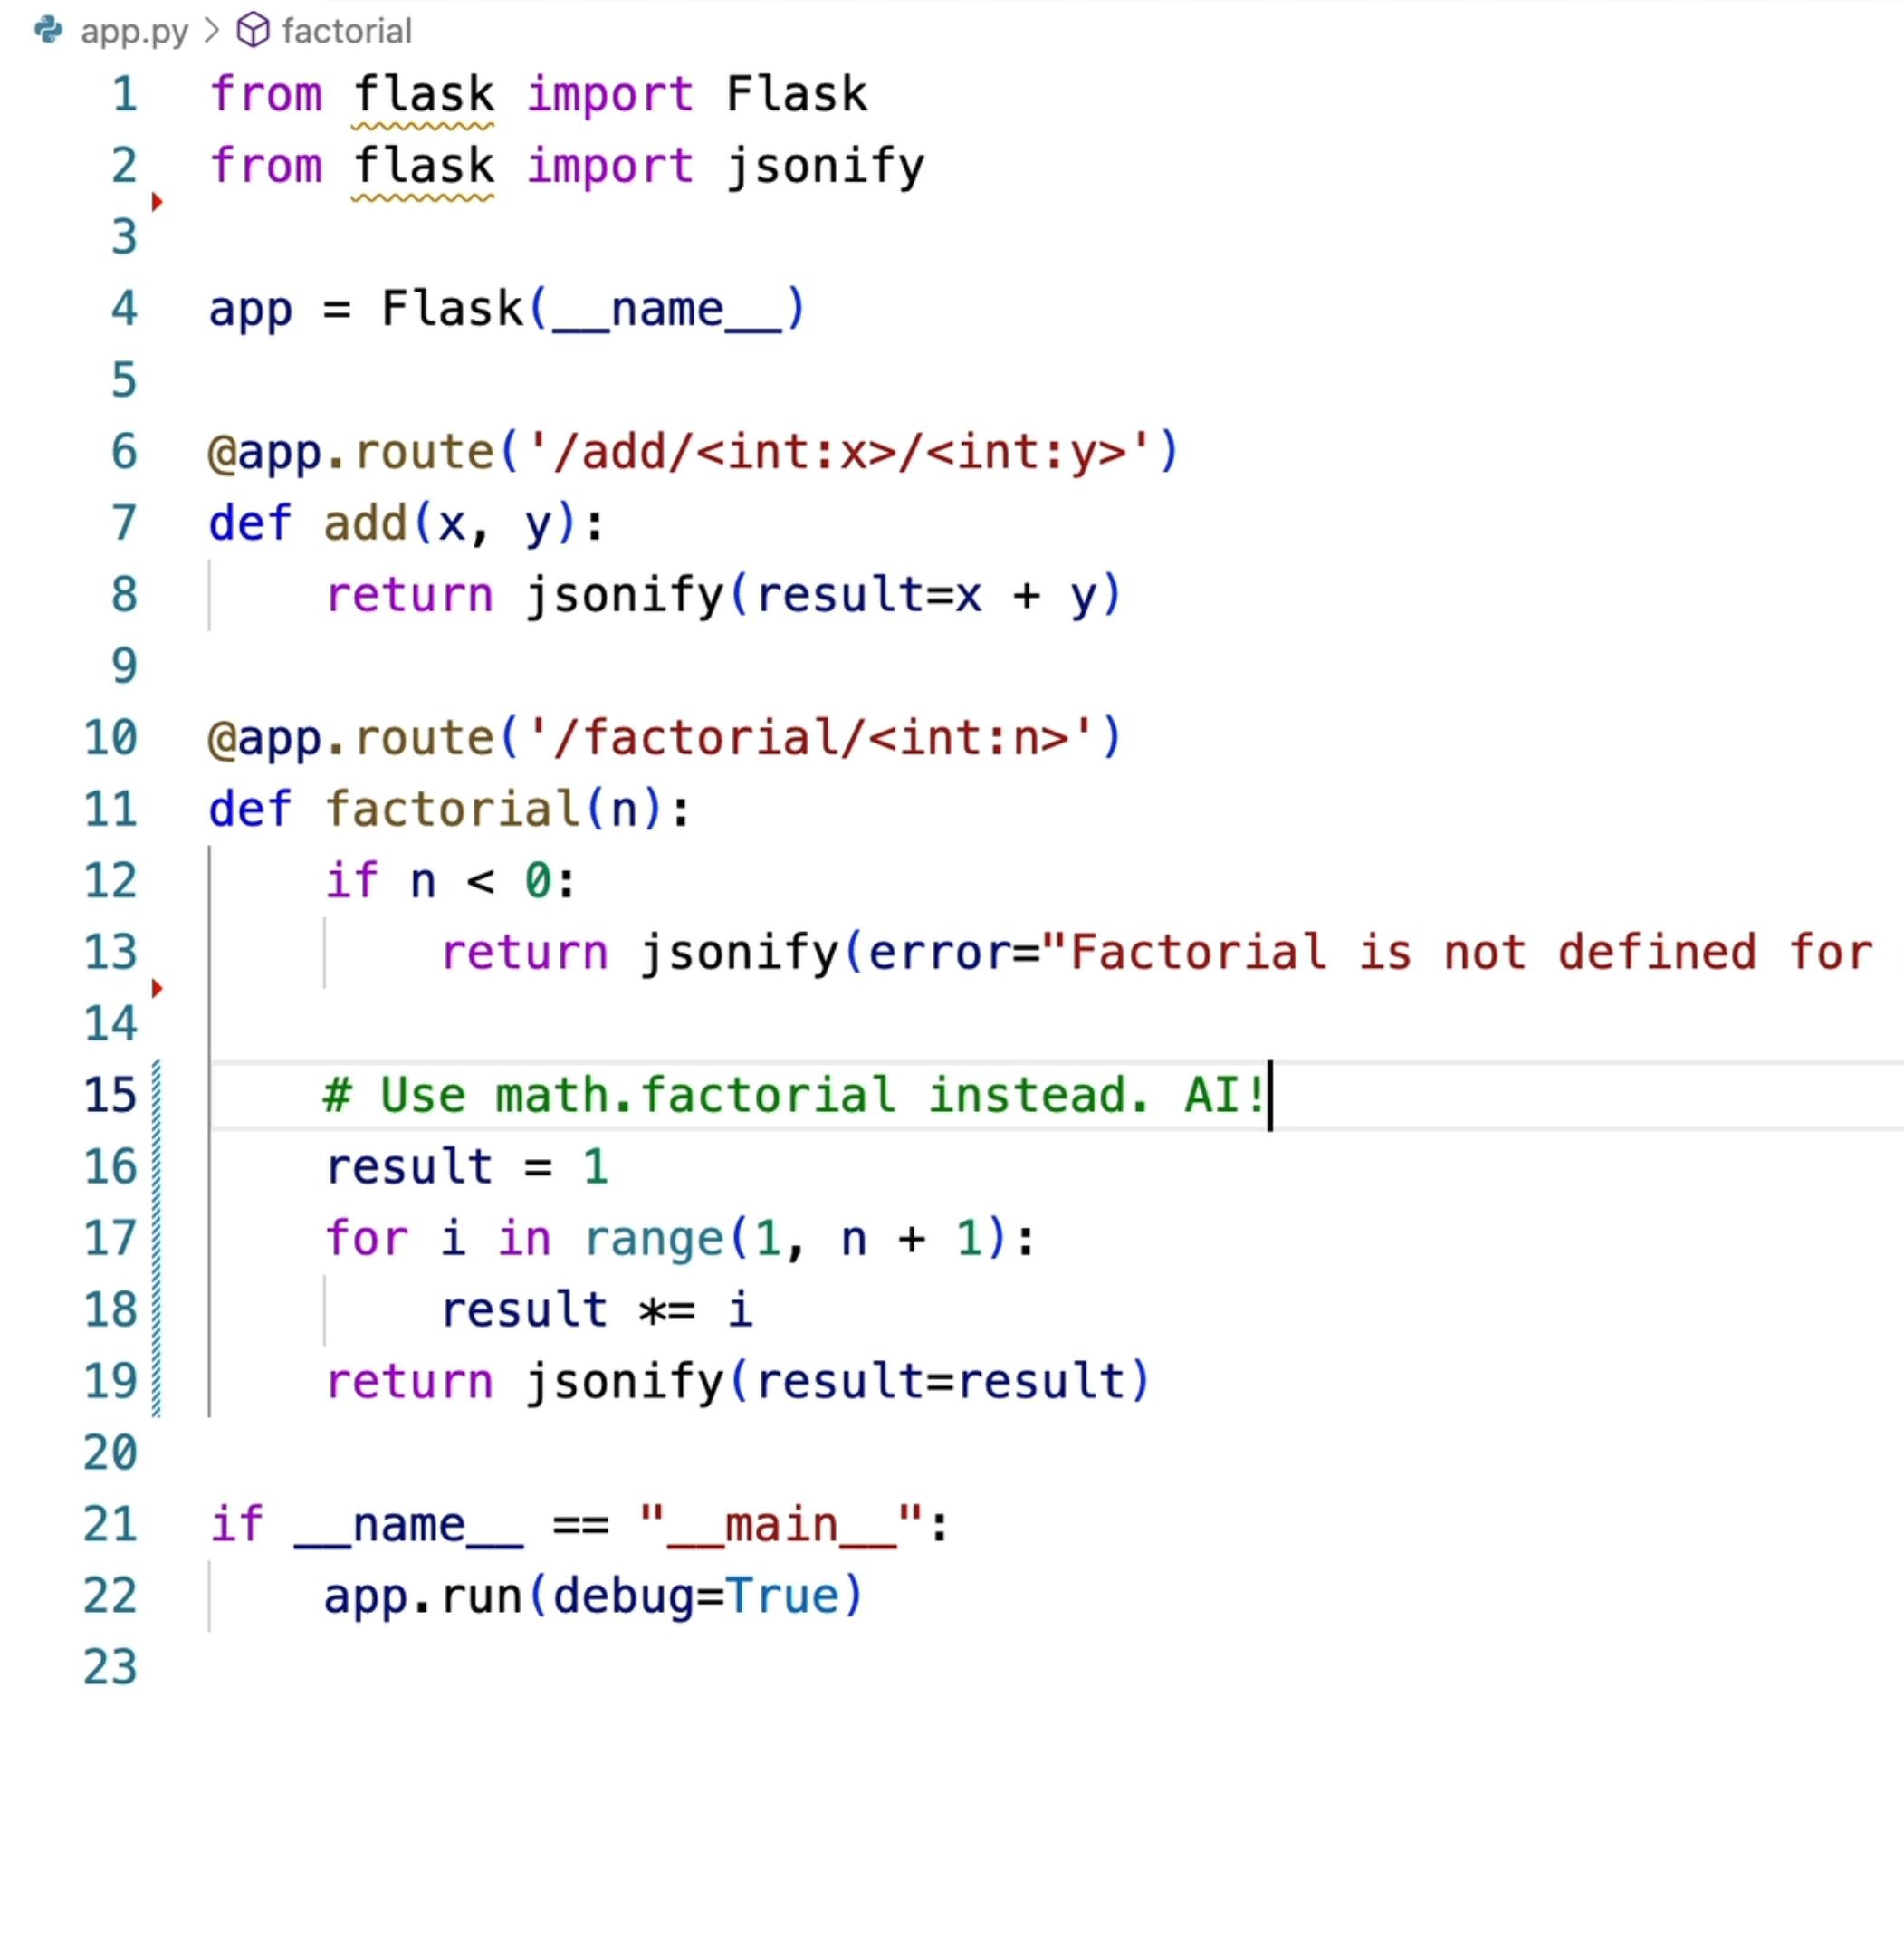 app.py > factorial
1 from flask import Flask
2 from flask import jsonify
3
4 app = Flask(__name__)
5
6 @app.route('/add/<int:x>/<int:y>')
7 def add(x, y):
8     return jsonify(result=x + y)
9
10 @app.route('/factorial/<int:n>')
11 def factorial(n):
12     if n < 0:
13         return jsonify(error="Factorial is not defined for
14
15     # Use math.factorial instead. AI!
16     result = 1
17     for i in range(1, n + 1):
18         result *= i
19     return jsonify(result=result)
20
21 if __name__ == "__main__":
22     app.run(debug=True)
23